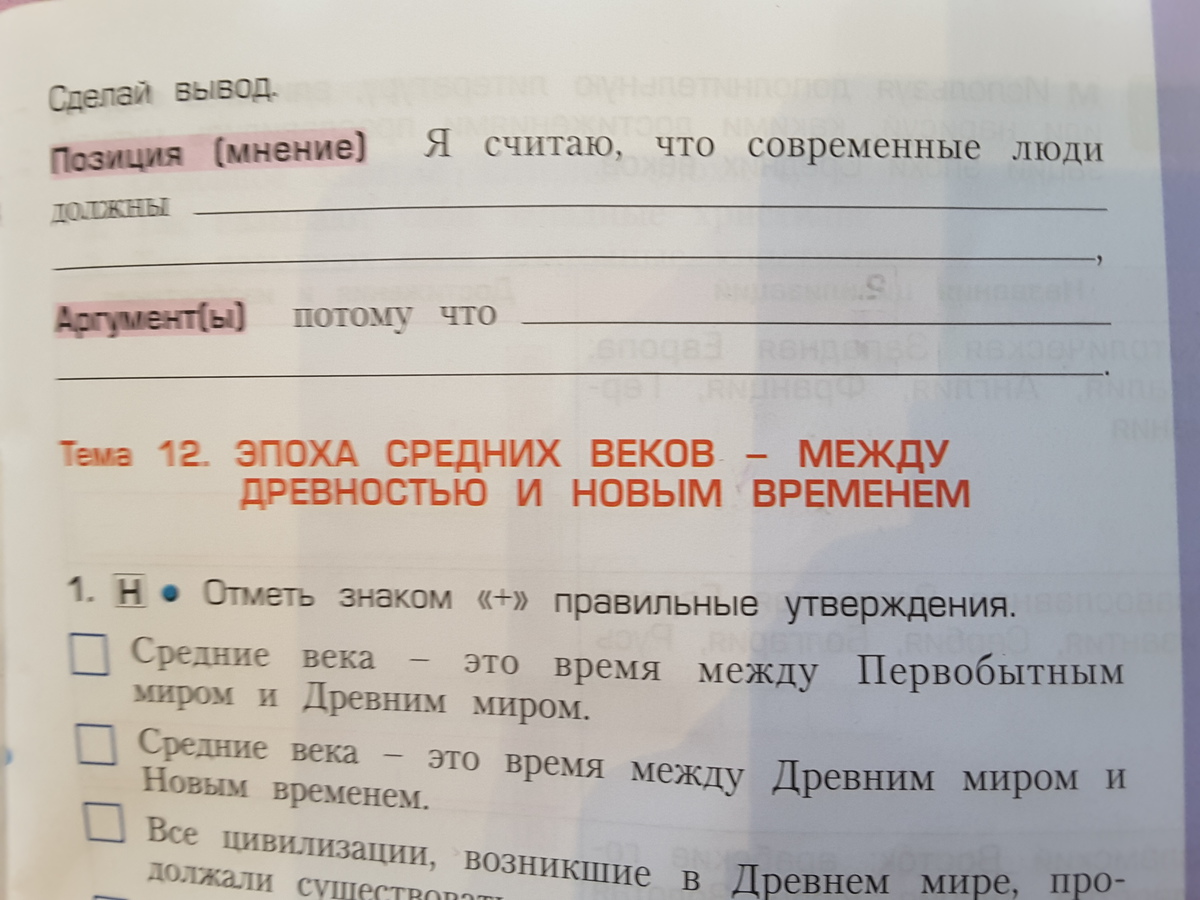 Сделай вывод.
Позиция (мнение) Я считаю, что современные люди
должны
,
Аргумент(ы) потому что
.
Тема 12. ЭПОХА СРЕДНИХ ВЕКОВ – МЕЖДУ
ДРЕВНОСТЬЮ И НОВЫМ ВРЕМЕНЕМ
1. Н • Отметь знаком «+» правильные утверждения.
Средние века – это время между Первобытным
миром и Древним миром.
Средние века – это время между Древним миром и
Новым временем.
Все цивилизации, возникшие в Древнем мире, про-
должали существовать